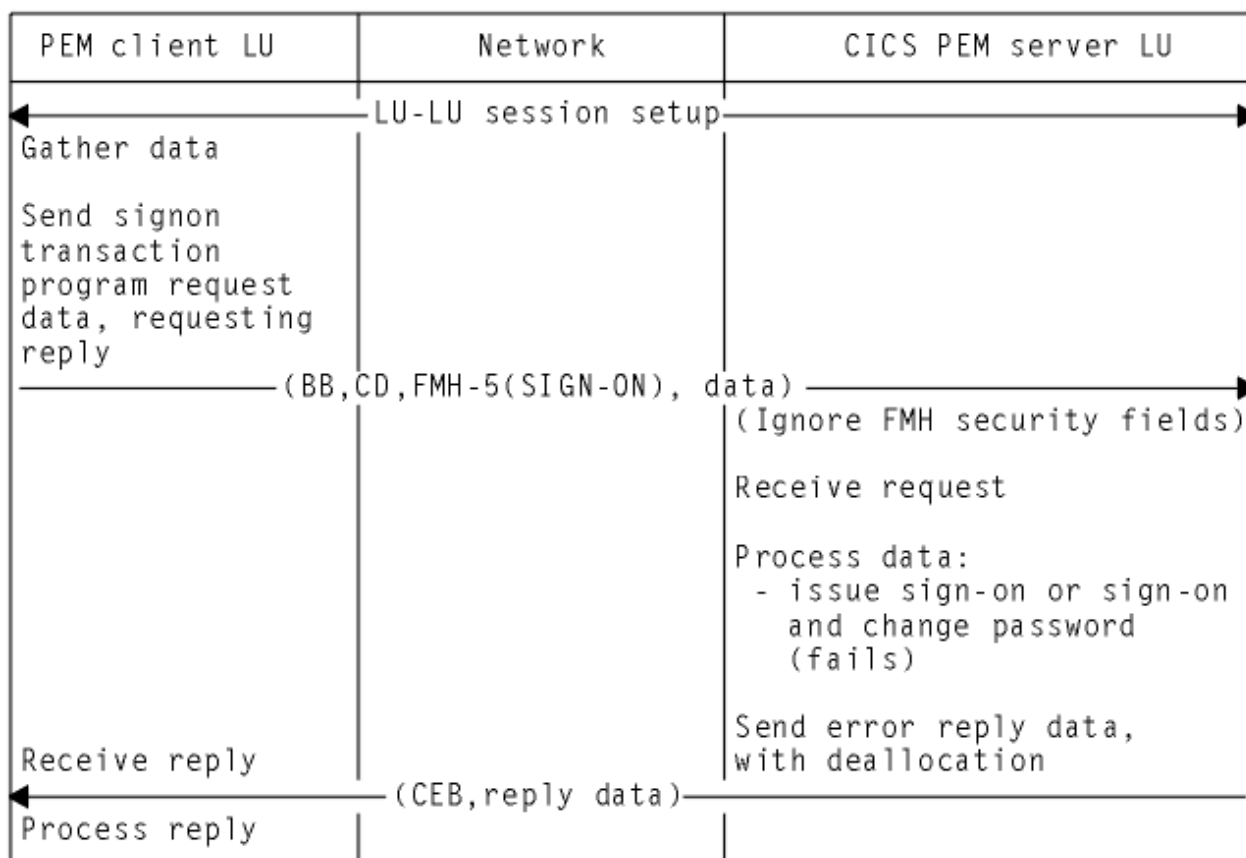 PEM client LU
Network
CICS PEM server LU
LU-LU session setup
Gather data
Send signon
transaction
program request
data, requesting
reply
(BB,CD,FMH-5(SIGN-ON), data)
(Ignore FMH security fields)
Receive request
Process data:
- issue sign-on or sign-on
and change password
(fails)
Send error reply data,
with deallocation
Receive reply
(CEB,reply data)
Process reply